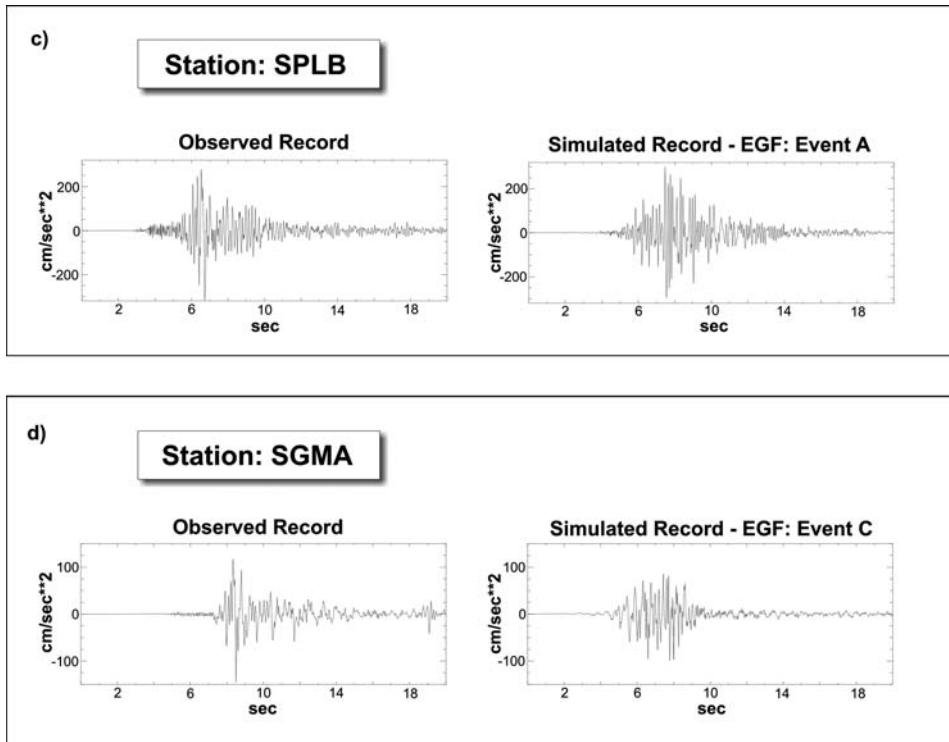 c)
Station: SPLB
Observed Record
cm/sec**2
200
0
-200
2 6 10 14 18
sec
Simulated Record - EGF: Event A
cm/sec**2
200
0
-200
2 6 10 14 18
sec
d)
Station: SGMA
Observed Record
cm/sec**2
100
0
-100
2 6 10 14 18
sec
Simulated Record - EGF: Event C
cm/sec**2
100
0
-100
2 6 10 14 18
sec